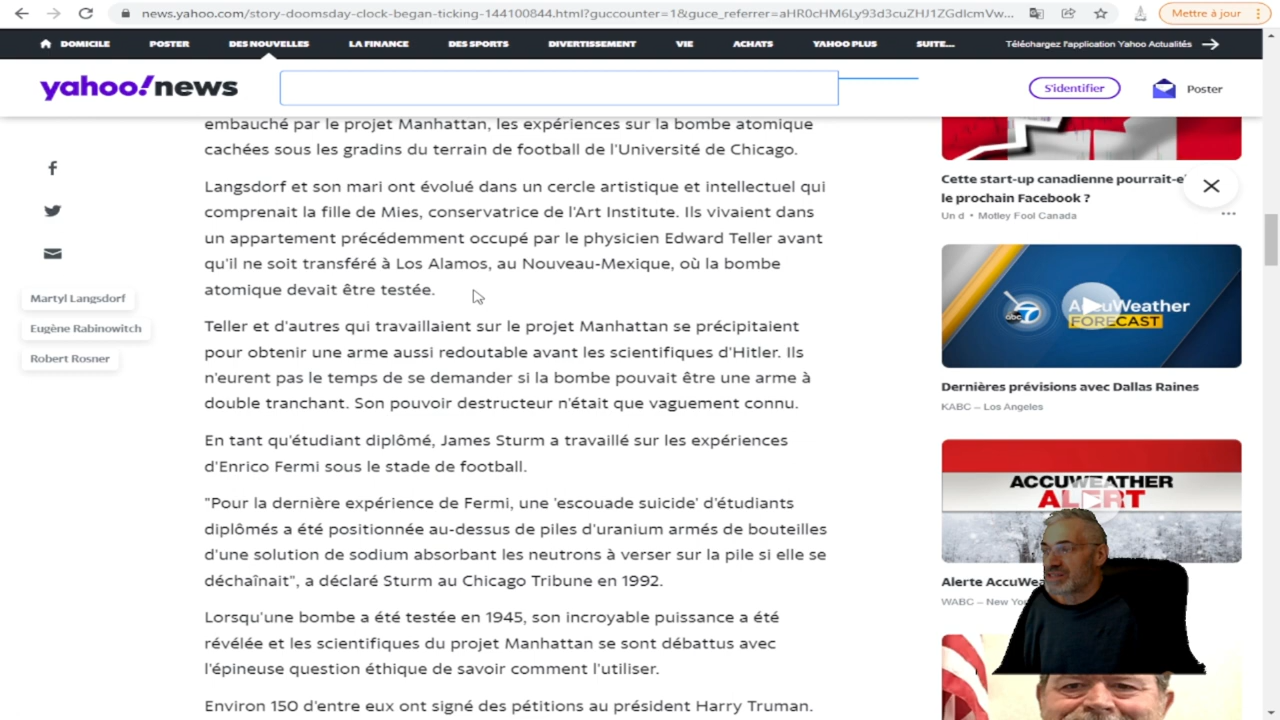 news.yahoo.com/story-doomsday-clock-began-ticking-144100844.html?guccounter=1&guce_referrer=aHR0cHM6Ly93d3cuZHJ1ZGdlcmVw...
Mettre à jour
DOMICILE POSTER DES NOUVELLES LA FINANCE DES SPORTS DIVERTISSEMENT VIE ACHATS YAHOO PLUS SUITE... Téléchargez l'application Yahoo Actualités
yahoo!news
S'identifier
Poster
embauché par le projet Manhattan, les expériences sur la bombe atomique
cachées sous les gradins du terrain de football de l'Université de Chicago.
Langsdorf et son mari ont évolué dans un cercle artistique et intellectuel qui
comprenait la fille de Mies, conservatrice de l'Art Institute. Ils vivaient dans
un appartement précédemment occupé par le physicien Edward Teller avant
qu'il ne soit transféré à Los Alamos, au Nouveau-Mexique, où la bombe
atomique devait être testée.
Teller et d'autres qui travaillaient sur le projet Manhattan se précipitaient
pour obtenir une arme aussi redoutable avant les scientifiques d'Hitler. Ils
n'eurent pas le temps de se demander si la bombe pouvait être une arme à
double tranchant. Son pouvoir destructeur n'était que vaguement connu.
En tant qu'étudiant diplômé, James Sturm a travaillé sur les expériences
d'Enrico Fermi sous le stade de football.
"Pour la dernière expérience de Fermi, une 'escouade suicide' d'étudiants
diplômés a été positionnée au-dessus de piles d'uranium armés de bouteilles
d'une solution de sodium absorbant les neutrons à verser sur la pile si elle se
déchaînait", a déclaré Sturm au Chicago Tribune en 1992.
Lorsqu'une bombe a été testée en 1945, son incroyable puissance a été
révélée et les scientifiques du projet Manhattan se sont débattus avec
l'épineuse question éthique de savoir comment l'utiliser.
Environ 150 d'entre eux ont signé des pétitions au président Harry Truman.
Martyl Langsdorf
Eugène Rabinowitch
Robert Rosner
Cette start-up canadienne pourrait-e
le prochain Facebook ?
Un d • Motley Fool Canada
abc 7
AccuWeather
FORECAST
Dernières prévisions avec Dallas Raines
KABC – Los Angeles
ACCUWEATHER
ALERT
Alerte AccuWea
WABC – New Yo